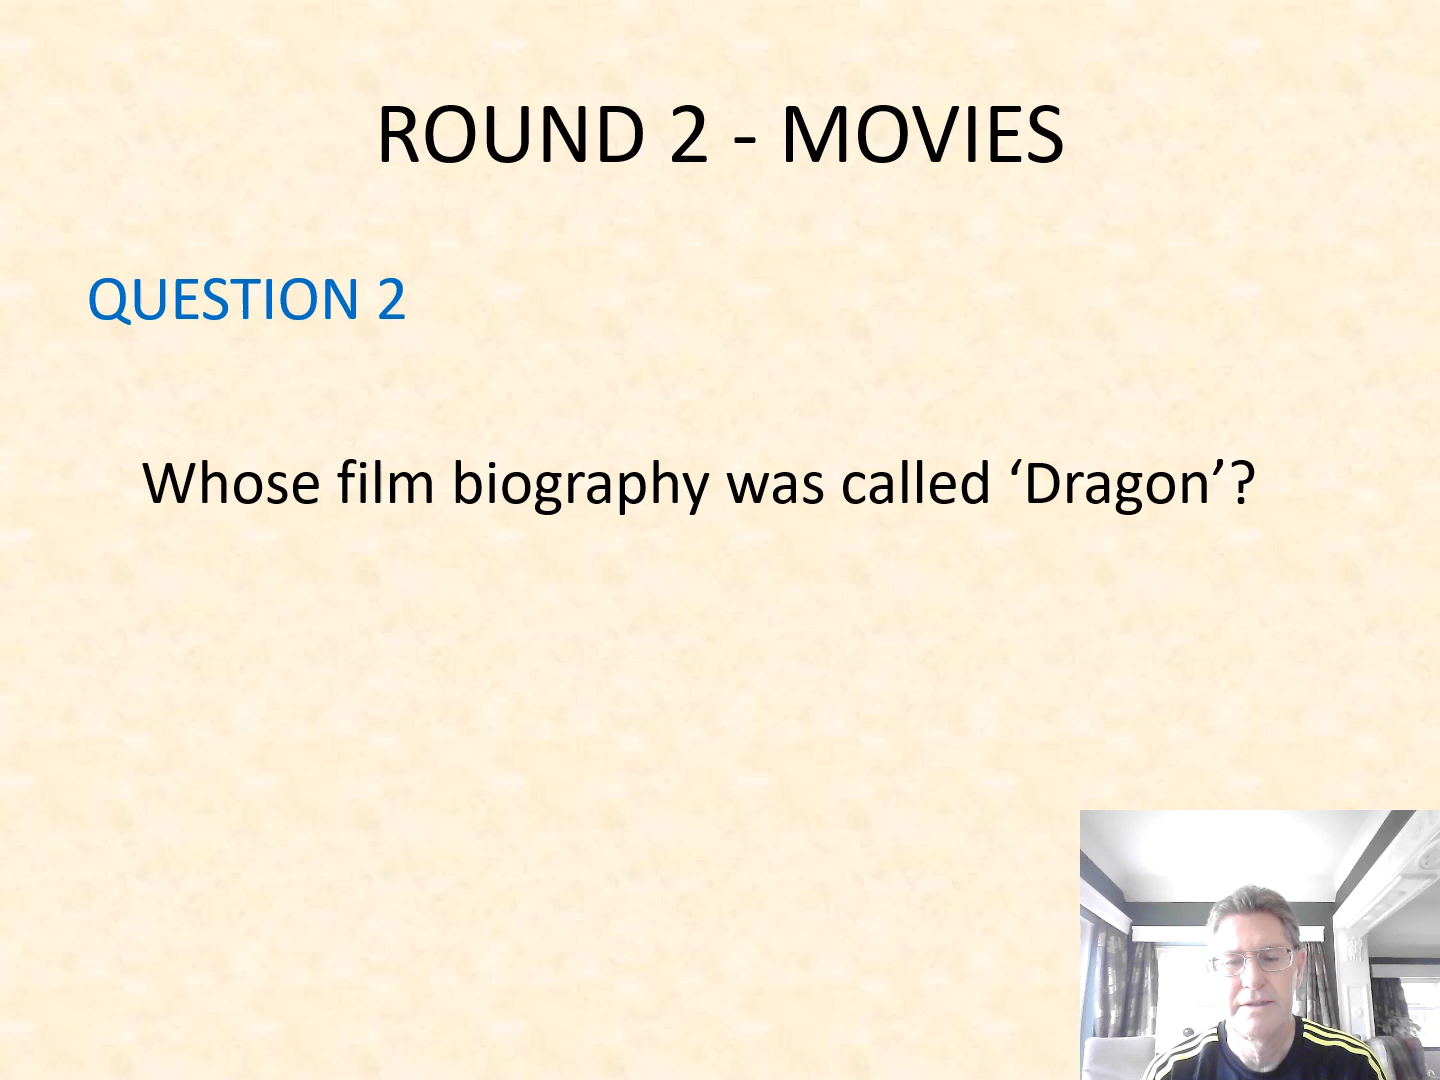 ROUND 2 - MOVIES
QUESTION 2
Whose film biography was called ‘Dragon’?